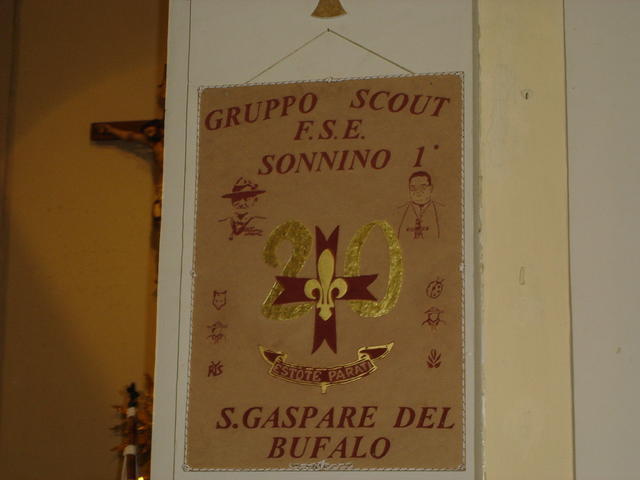 GRUPPO SCOUT
F.S.E.
SONNINO 1°
20
ESTOTE PARATI
R/S
S.GASPARE DEL
BUFALO